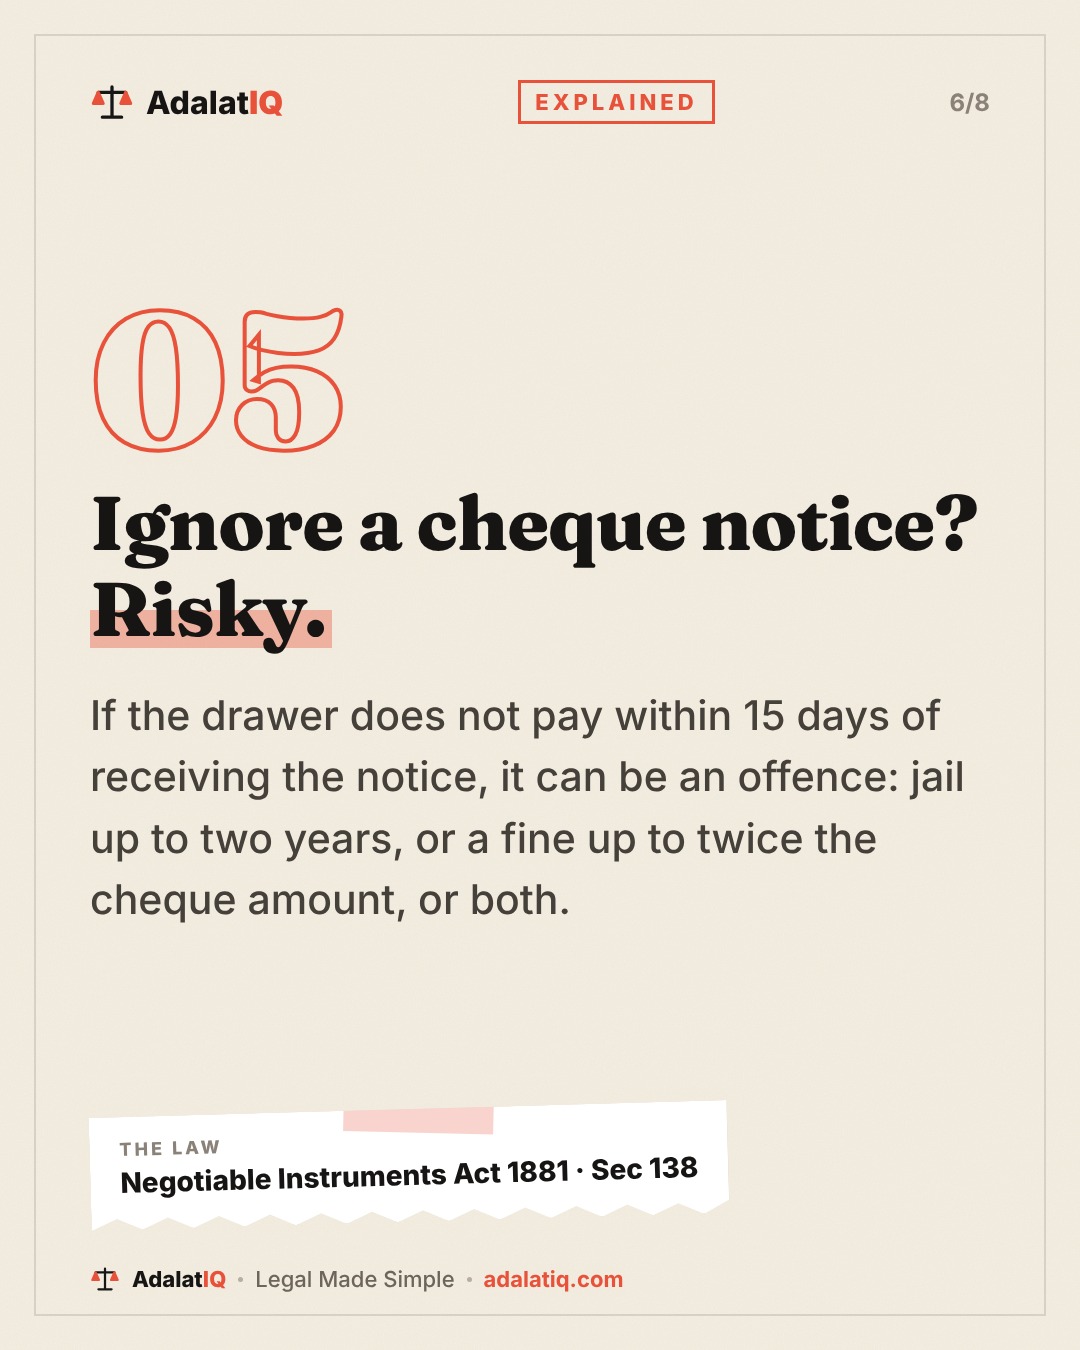 AdalatIQ
EXPLAINED
6/8
05
Ignore a cheque notice?
Risky.
If the drawer does not pay within 15 days of
receiving the notice, it can be an offence: jail
up to two years, or a fine up to twice the
cheque amount, or both.
THE LAW
Negotiable Instruments Act 1881 · Sec 138
AdalatIQ • Legal Made Simple • adalatiq.com